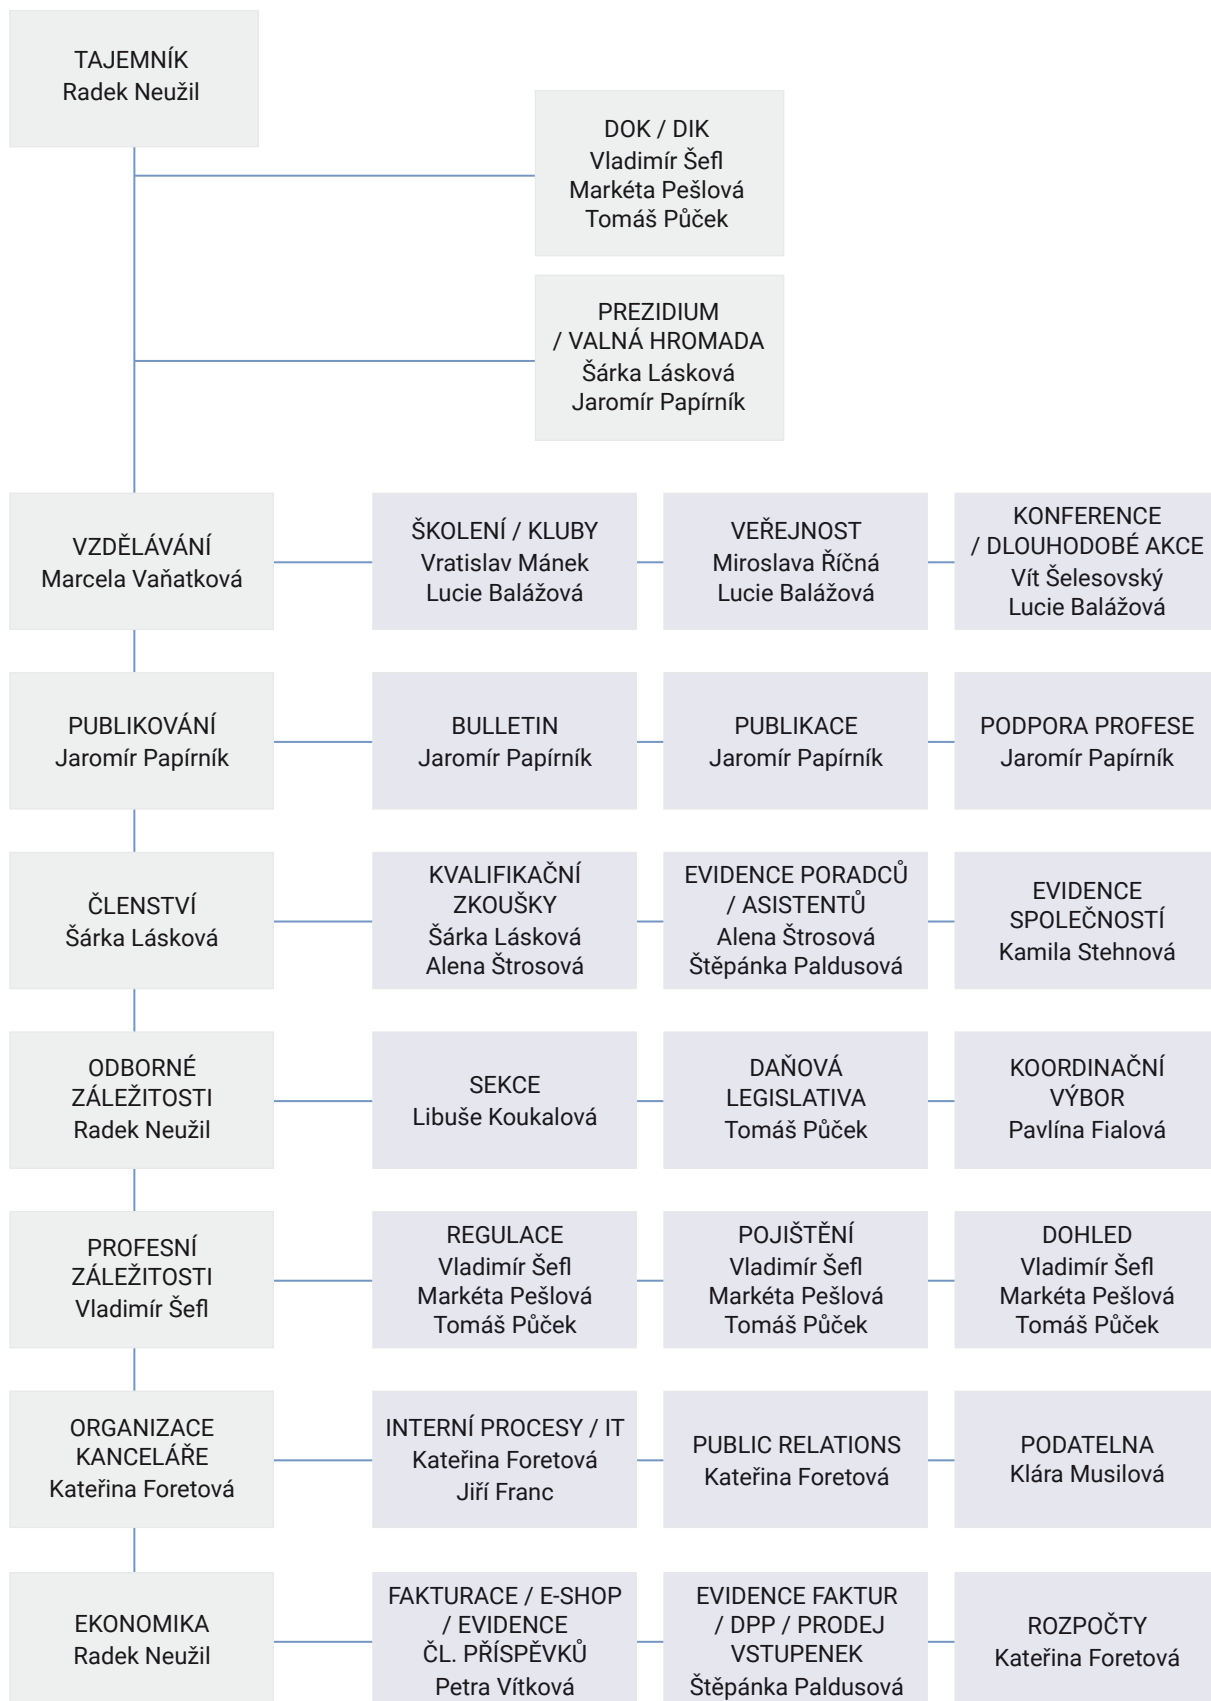 TAJEMNÍK
Radek Neužil
DOK / DIK
Vladimír Šefl
Markéta Pešlová
Tomáš Půček
PREZIDIUM
/ VALNÁ HROMADA
Šárka Lásková
Jaromír Papírník
VZDĚLÁVÁNÍ
Marcela Vaňatková
ŠKOLENÍ / KLUBY
Vratislav Mánek
Lucie Balážová
VEŘEJNOST
Miroslava Říčná
Lucie Balážová
KONFERENCE
/ DLOUHODOBÉ AKCE
Vít Šelesovský
Lucie Balážová
PUBLIKOVÁNÍ
Jaromír Papírník
BULLETIN
Jaromír Papírník
PUBLIKACE
Jaromír Papírník
PODPORA PROFESE
Jaromír Papírník
ČLENSTVÍ
Šárka Lásková
KVALIFIKAČNÍ
ZKOUŠKY
Šárka Lásková
Alena Štrosová
EVIDENCE PORADCŮ
/ ASISTENTŮ
Alena Štrosová
Štěpánka Paldusová
EVIDENCE
SPOLEČNOSTÍ
Kamila Stehnová
ODBORNÉ
ZÁLEŽITOSTI
Radek Neužil
SEKCE
Libuše Koukalová
DAŇOVÁ
LEGISLATIVA
Tomáš Půček
KOORDINAČNÍ
VÝBOR
Pavlína Fialová
PROFESNÍ
ZÁLEŽITOSTI
Vladimír Šefl
REGULACE
Vladimír Šefl
Markéta Pešlová
Tomáš Půček
POJIŠTĚNÍ
Vladimír Šefl
Markéta Pešlová
Tomáš Půček
DOHLED
Vladimír Šefl
Markéta Pešlová
Tomáš Půček
ORGANIZACE
KANCELÁŘE
Kateřina Foretová
INTERNÍ PROCESY / IT
Kateřina Foretová
Jiří Franc
PUBLIC RELATIONS
Kateřina Foretová
PODATELNA
Klára Musilová
EKONOMIKA
Radek Neužil
FAKTURACE / E-SHOP
/ EVIDENCE
ČL. PŘÍSPĚVKŮ
Petra Vítková
EVIDENCE FAKTUR
/ DPP / PRODEJ
VSTUPENEK
Štěpánka Paldusová
ROZPOČTY
Kateřina Foretová